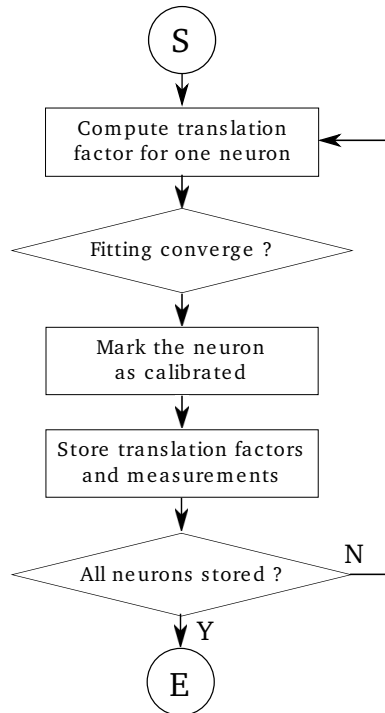 S
Compute translation
factor for one neuron
Fitting converge ?
Mark the neuron
as calibrated
Store translation factors
and measurements
All neurons stored ?
N
Y
E